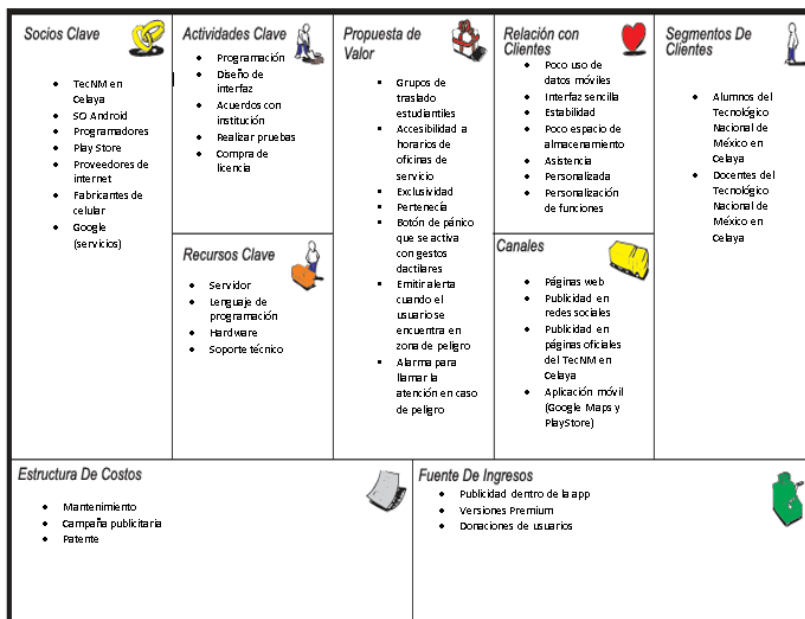 Socios Clave
• TecNM en
Celaya
• SO Android
• Programadores
• Play Store
• Proveedores de
internet
• Fabricantes de
celular
• Google
(servicios)
Actividades Clave
• Programación
• Diseño de
interfaz
• Acuerdos con
institución
• Realizar pruebas
• Compra de
licencia
Recursos Clave
• Servidor
• Lenguaje de
programación
• Hardware
• Soporte técnico
Propuesta de
Valor
• Grupos de
traslado
estudiantiles
• Accesibilidad a
horarios de
oficinas de
servicio
• Exclusividad
• Pertenecía
• Botón de pánico
que se activa
con gestos
dactilares
• Emitir alerta
cuando el
usuario se
encuentra en
zona de peligro
• Alarma para
llamar la
atención en caso
de peligro
Relación con
Clientes
• Poco uso de
datos móviles
• Interfaz sencilla
• Estabilidad
• Poco espacio de
almacenamiento
• Asistencia
• Personalizada
• Personalización
de funciones
Canales
• Páginas web
• Publicidad en
redes sociales
• Publicidad en
páginas oficiales
del TecNM en
Celaya
• Aplicación móvil
(Google Maps y
PlayStore)
Segmentos De
Clientes
• Alumnos del
Tecnológico
Nacional de
México en
Celaya
• Docentes del
Tecnológico
Nacional de
México en
Celaya
Estructura De Costos
• Mantenimiento
• Campaña publicitaria
• Patente
Fuente De Ingresos
• Publicidad dentro de la app
• Versiones Premium
• Donaciones de usuarios